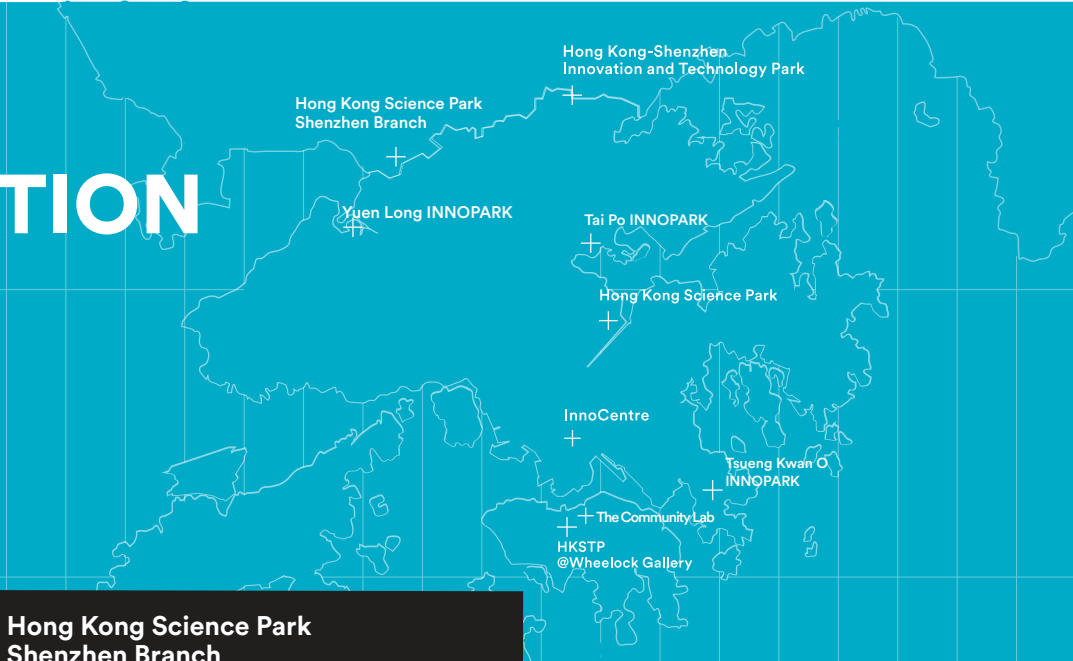 Hong Kong-Shenzhen
Innovation and Technology Park
Hong Kong Science Park
Shenzhen Branch
TION
Yuen Long INNOPARK
Tai Po INNOPARK
Hong Kong Science Park
InnoCentre
Tsueng Kwan O
INNOPARK
The Community Lab
HKSTP
@Wheelock Gallery
Hong Kong Science Park
Shenzhen Branch